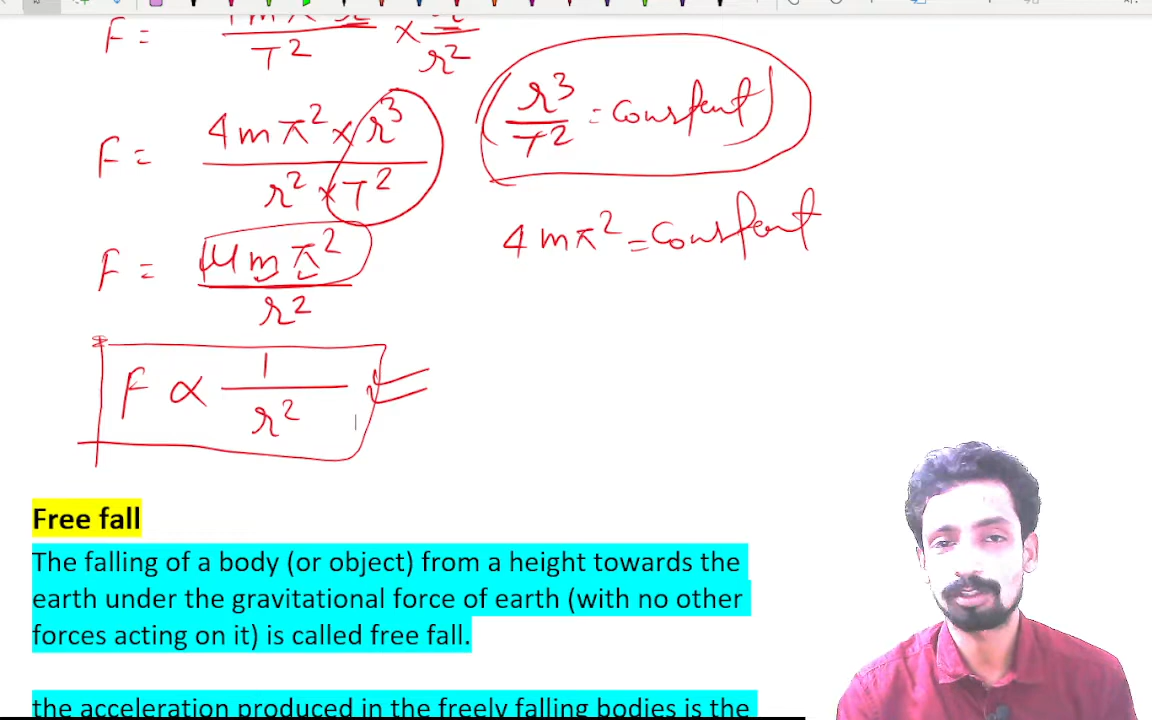 F =
T²
×
r²
F = 4mπ² × r³ / r² × T²
( r³ / T² = constant )
4mπ² = constant
F = 4mπ² / r²
F ∝ 1 / r²
Free fall
The falling of a body (or object) from a height towards the
earth under the gravitational force of earth (with no other
forces acting on it) is called free fall.
the acceleration produced in the freely falling bodies is the